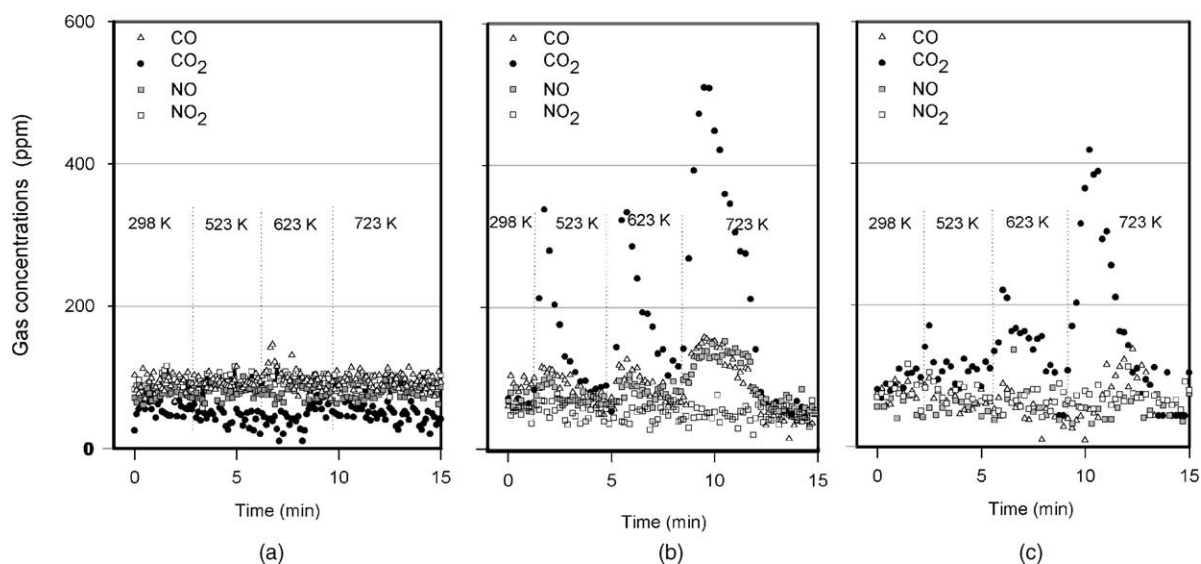 Gas concentrations (ppm)
600
400
200
0
CO
CO2
NO
NO2
298 K
523 K
623 K
723 K
0
5
10
15
Time (min)
(a)
CO
CO2
NO
NO2
298 K
523 K
623 K
723 K
0
5
10
15
Time (min)
(b)
CO
CO2
NO
NO2
298 K
523 K
623 K
723 K
0
5
10
15
Time (min)
(c)